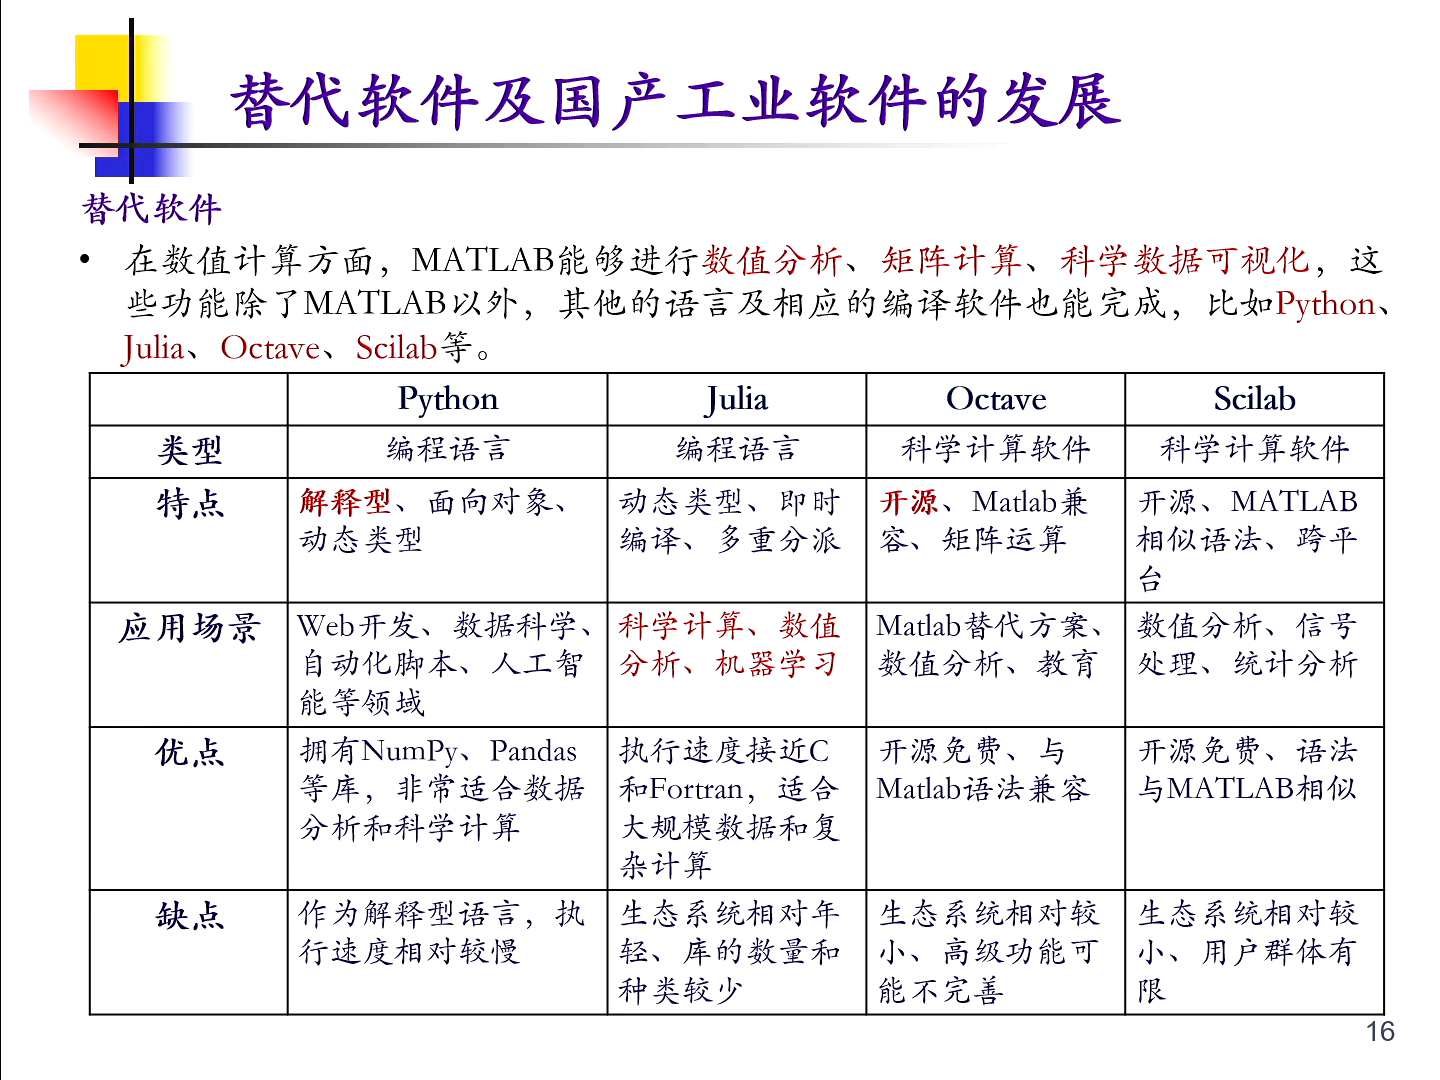 替代软件及国产工业软件的发展
替代软件
• 在数值计算方面，MATLAB能够进行数值分析、矩阵计算、科学数据可视化，这
些功能除了MATLAB以外，其他的语言及相应的编译软件也能完成，比如Python、
Julia、Octave、Scilab等。
Python Julia Octave Scilab
类型 编程语言 编程语言 科学计算软件 科学计算软件
特点
解释型、面向对象、
动态类型
动态类型、即时
编译、多重分派
开源、Matlab兼
容、矩阵运算
开源、MATLAB
相似语法、跨平
台
应用场景
Web开发、数据科学、
自动化脚本、人工智
能等领域
科学计算、数值
分析、机器学习
Matlab替代方案、
数值分析、教育
数值分析、信号
处理、统计分析
优点
拥有NumPy、Pandas
等库，非常适合数据
分析和科学计算
执行速度接近C
和Fortran，适合
大规模数据和复
杂计算
开源免费、与
Matlab语法兼容
开源免费、语法
与MATLAB相似
缺点
作为解释型语言，执
行速度相对较慢
生态系统相对年
轻、库的数量和
种类较少
生态系统相对较
小、高级功能可
能不完善
生态系统相对较
小、用户群体有
限
16